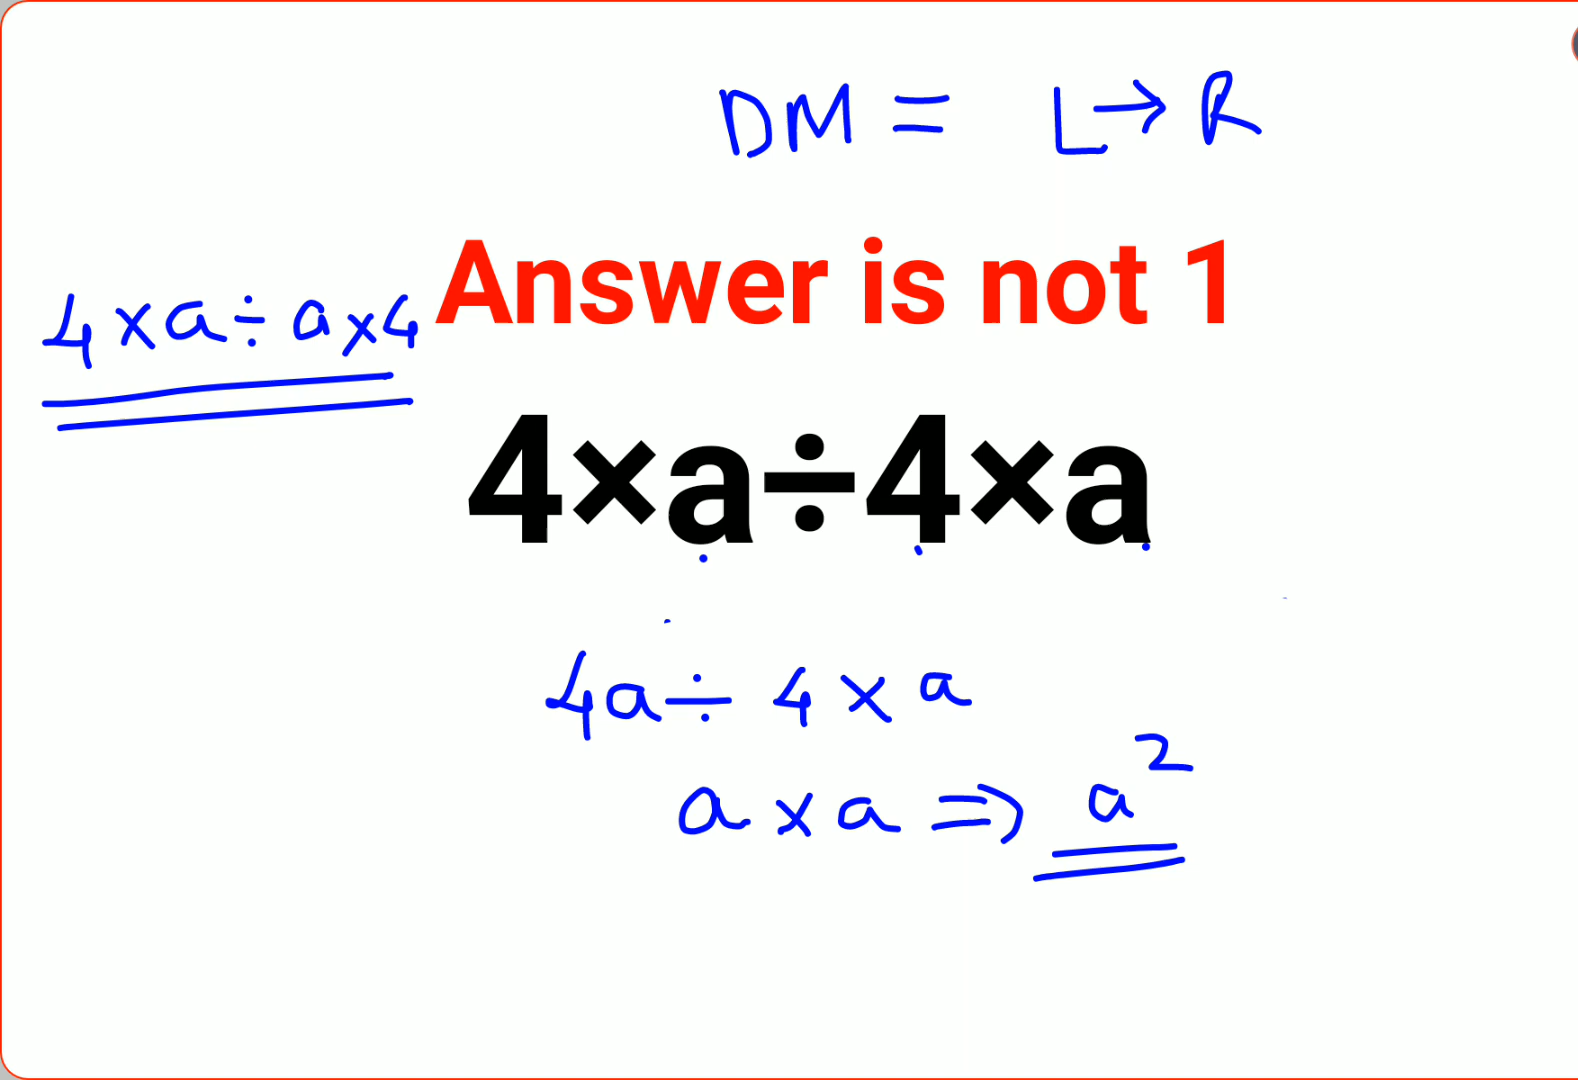 DM = L→R
Answer is not 1
4×a÷a×4
4×a÷4×a
4a÷4×a
a×a⇒a²